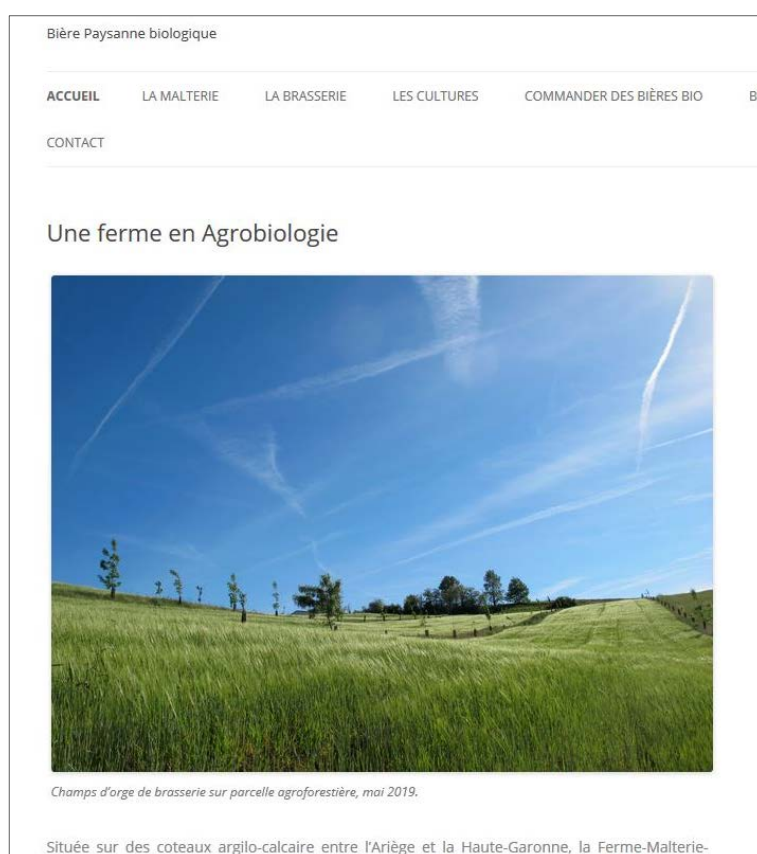 Bière Paysanne biologique
ACCUEIL LA MALTERIE LA BRASSERIE LES CULTURES COMMANDER DES BIÈRES BIO B
CONTACT
Une ferme en Agrobiologie
Champs d'orge de brasserie sur parcelle agroforestière, mai 2019.
Située sur des coteaux argilo-calcaire entre l'Ariège et la Haute-Garonne, la Ferme-Malterie-